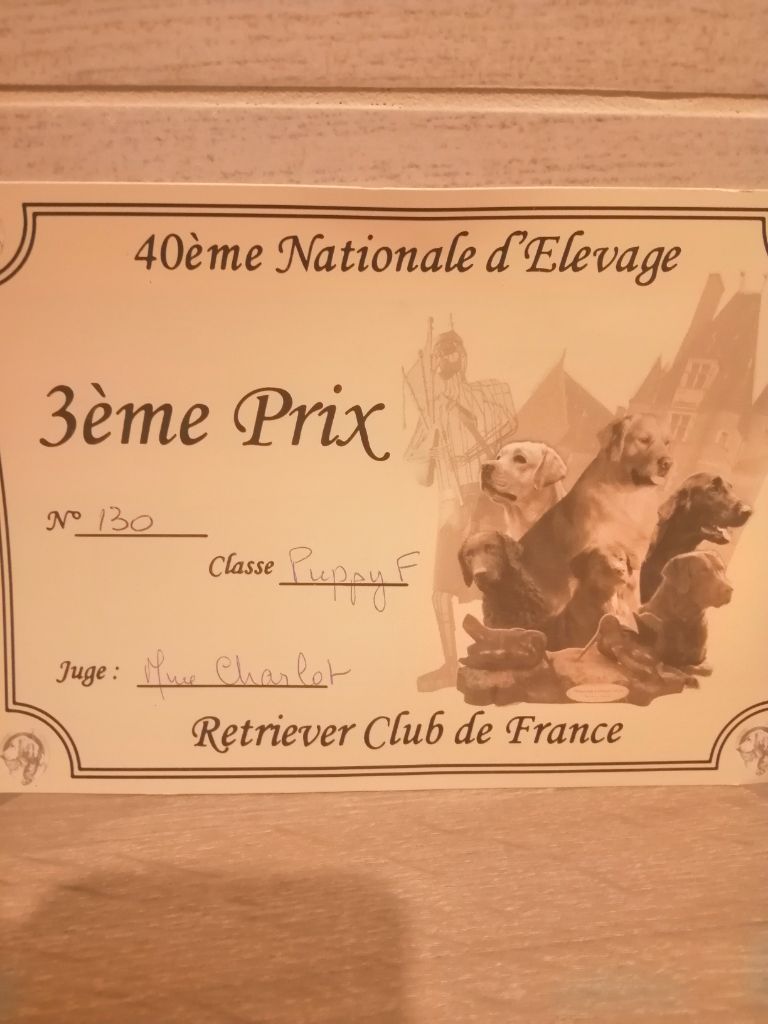 40ème Nationale d'Elevage
3ème Prix
N° 130
Classe Puppy F
Juge : Mme Charlot
Retriever Club de France